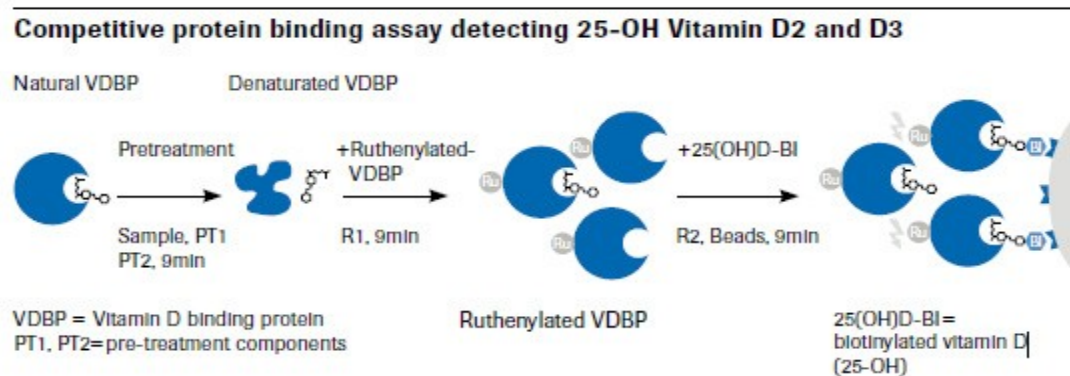 Competitive protein binding assay detecting 25-OH Vitamin D2 and D3
Natural VDBP
Denaturated VDBP
Pretreatment
Sample, PT1
PT2, 9min
+Ruthenylated-
VDBP
R1, 9min
Ru
Ru
Ru
+25(OH)D-BI
R2, Beads, 9min
Ru
BI
Ru
Ru
BI
VDBP = Vitamin D binding protein
PT1, PT2=pre-treatment components
Ruthenylated VDBP
25(OH)D-BI=
biotinylated vitamin D
(25-OH)